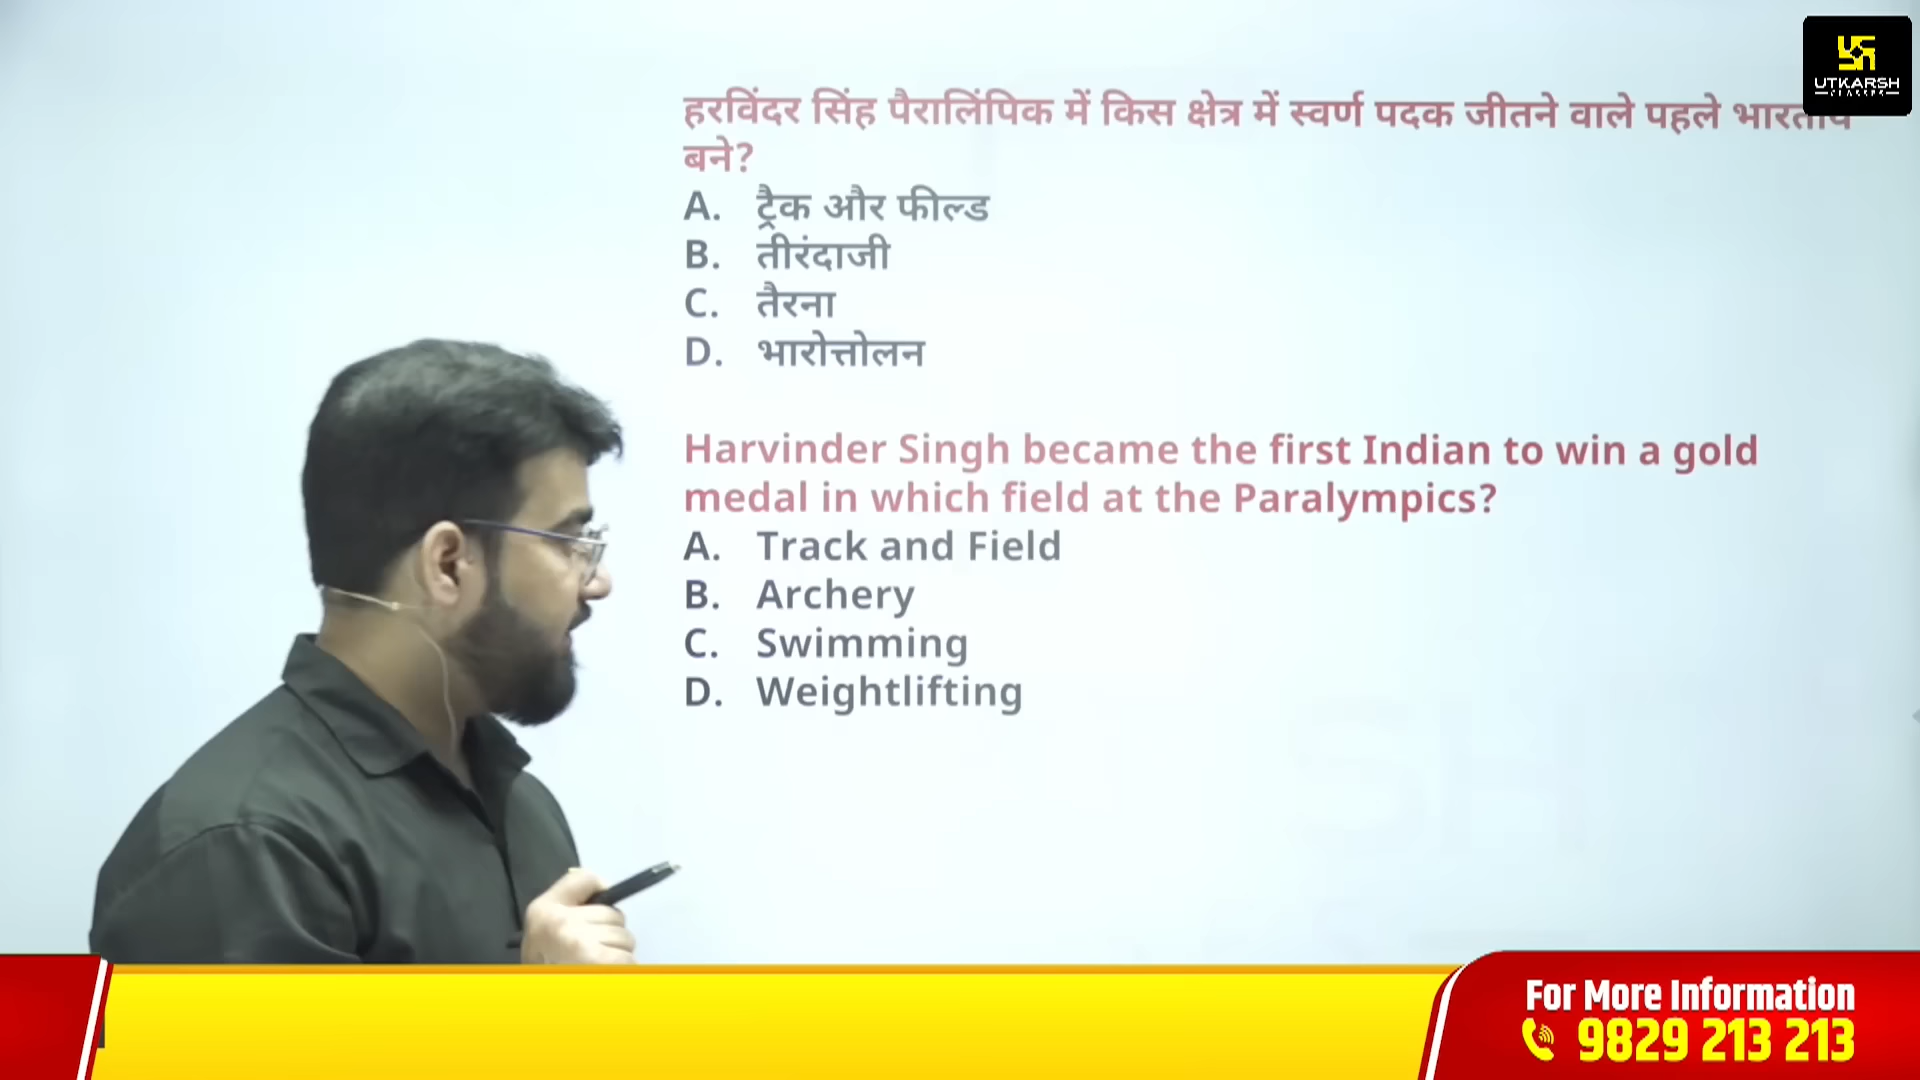 UTKARSH
CLASSES
हरविंदर सिंह पैरालिंपिक में किस क्षेत्र में स्वर्ण पदक जीतने वाले पहले
बने?
A. ट्रैक और फील्ड
B. तीरंदाजी
C. तैरना
D. भारोत्तोलन
Harvinder Singh became the first Indian to win a gold
medal in which field at the Paralympics?
A. Track and Field
B. Archery
C. Swimming
D. Weightlifting
For More Information
9829 213 213